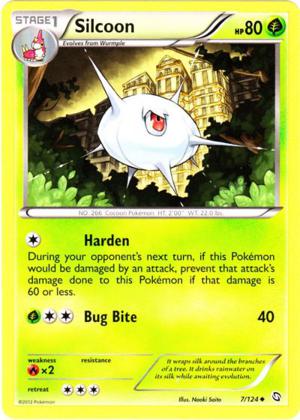 STAGE1
Silcoon
HP80
Evolves from Wurmple
NO. 266 Cocoon Pokémon HT. 2'00" WT. 22.0 lbs.
Harden
During your opponent's next turn, if this Pokémon
would be damaged by an attack, prevent that attack's
damage done to this Pokémon if that damage is
60 or less.
Bug Bite 40
weakness resistance
×2
retreat
It wraps silk around the branches
of a tree. It drinks rainwater on
its silk while awaiting evolution.
Illus. Naoki Saito
7/124
©2012 Pokémon